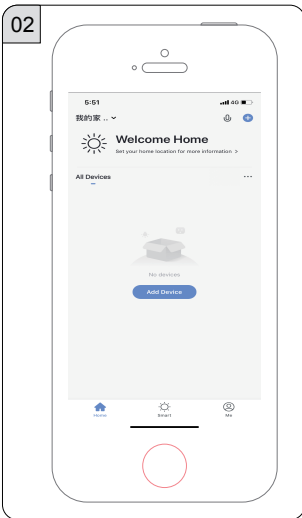 02
5:51
4G
我的家 ..
Welcome Home
Set your home location for more information >
All Devices
...
No devices
Add Device
Home
Smart
Me